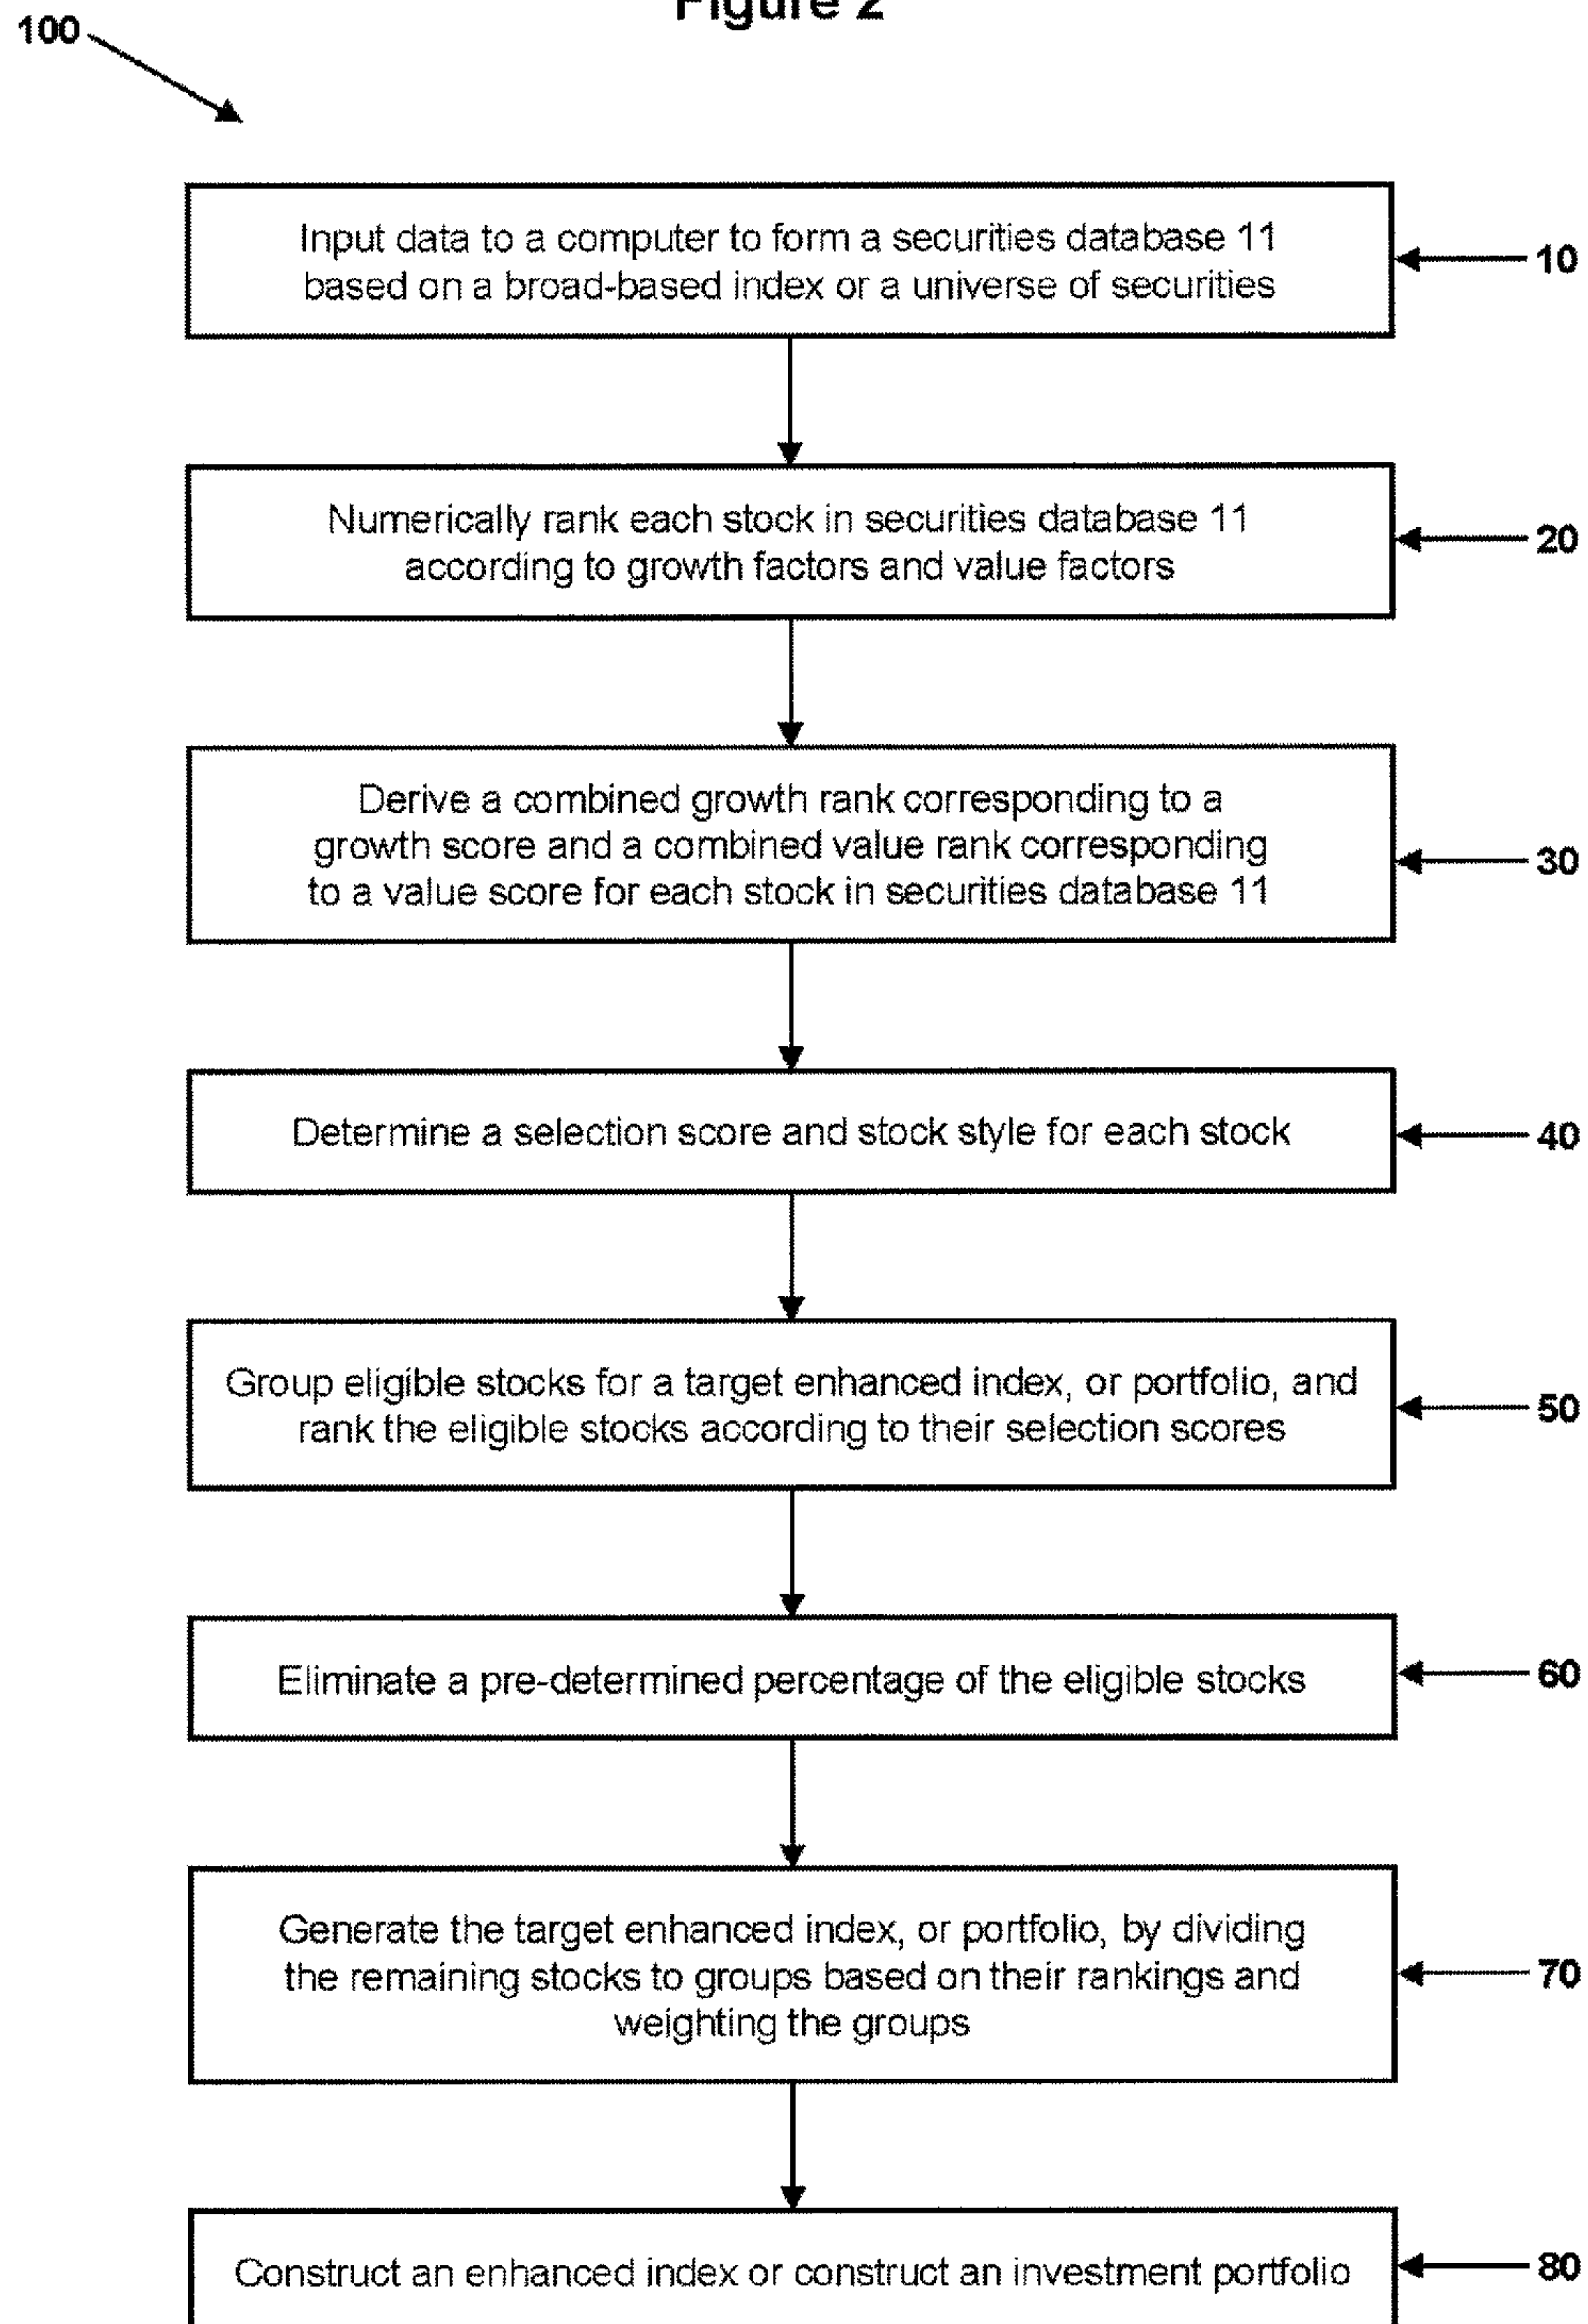 Figure 2
100
Input data to a computer to form a securities database 11
based on a broad-based index or a universe of securities
10
Numerically rank each stock in securities database 11
according to growth factors and value factors
20
Derive a combined growth rank corresponding to a
growth score and a combined value rank corresponding
to a value score for each stock in securities database 11
30
Determine a selection score and stock style for each stock
40
Group eligible stocks for a target enhanced index, or portfolio, and
rank the eligible stocks according to their selection scores
50
Eliminate a pre-determined percentage of the eligible stocks
60
Generate the target enhanced index, or portfolio, by dividing
the remaining stocks to groups based on their rankings and
weighting the groups
70
Construct an enhanced index or construct an investment portfolio
80